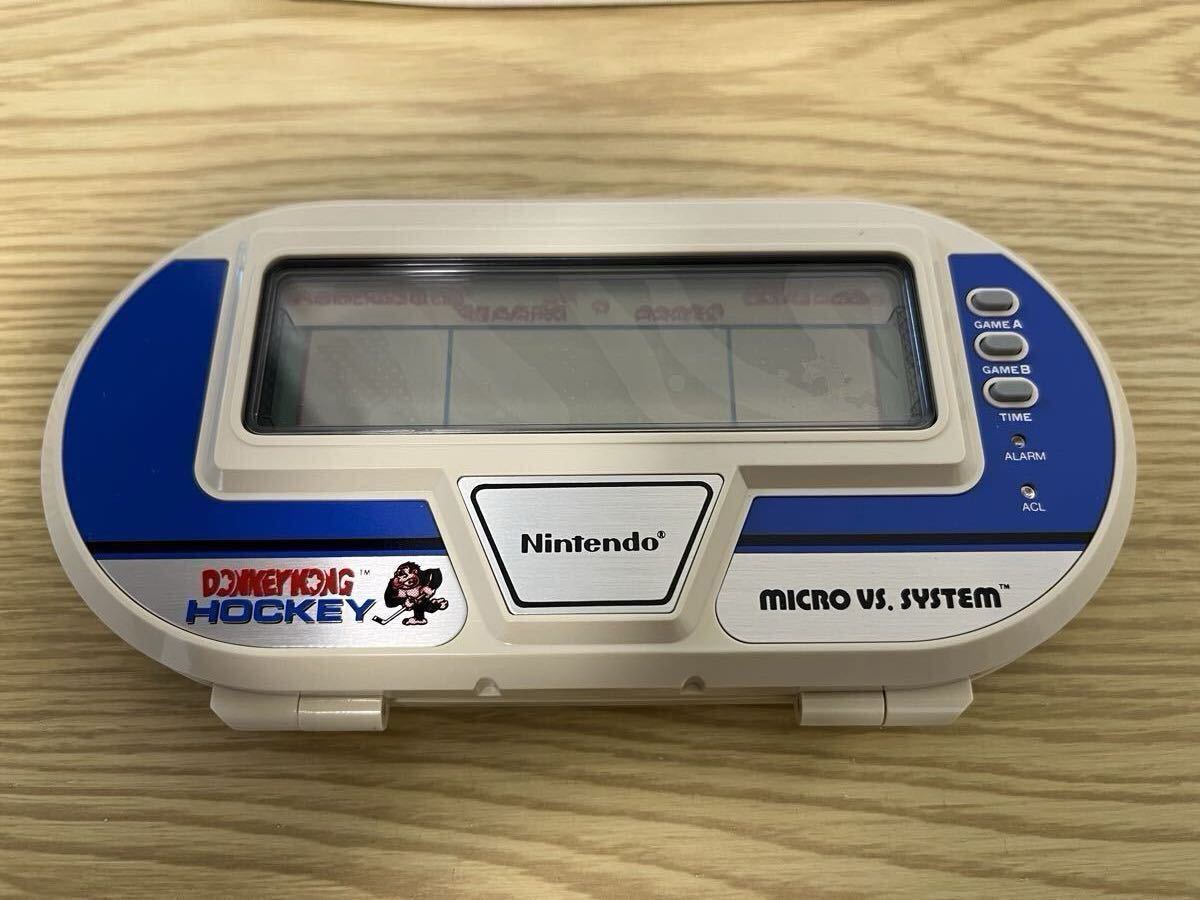 GAME A
GAME B
TIME
ALARM
ACL
Nintendo®
DONKEY KONG™
HOCKEY
MICRO VS. SYSTEM™